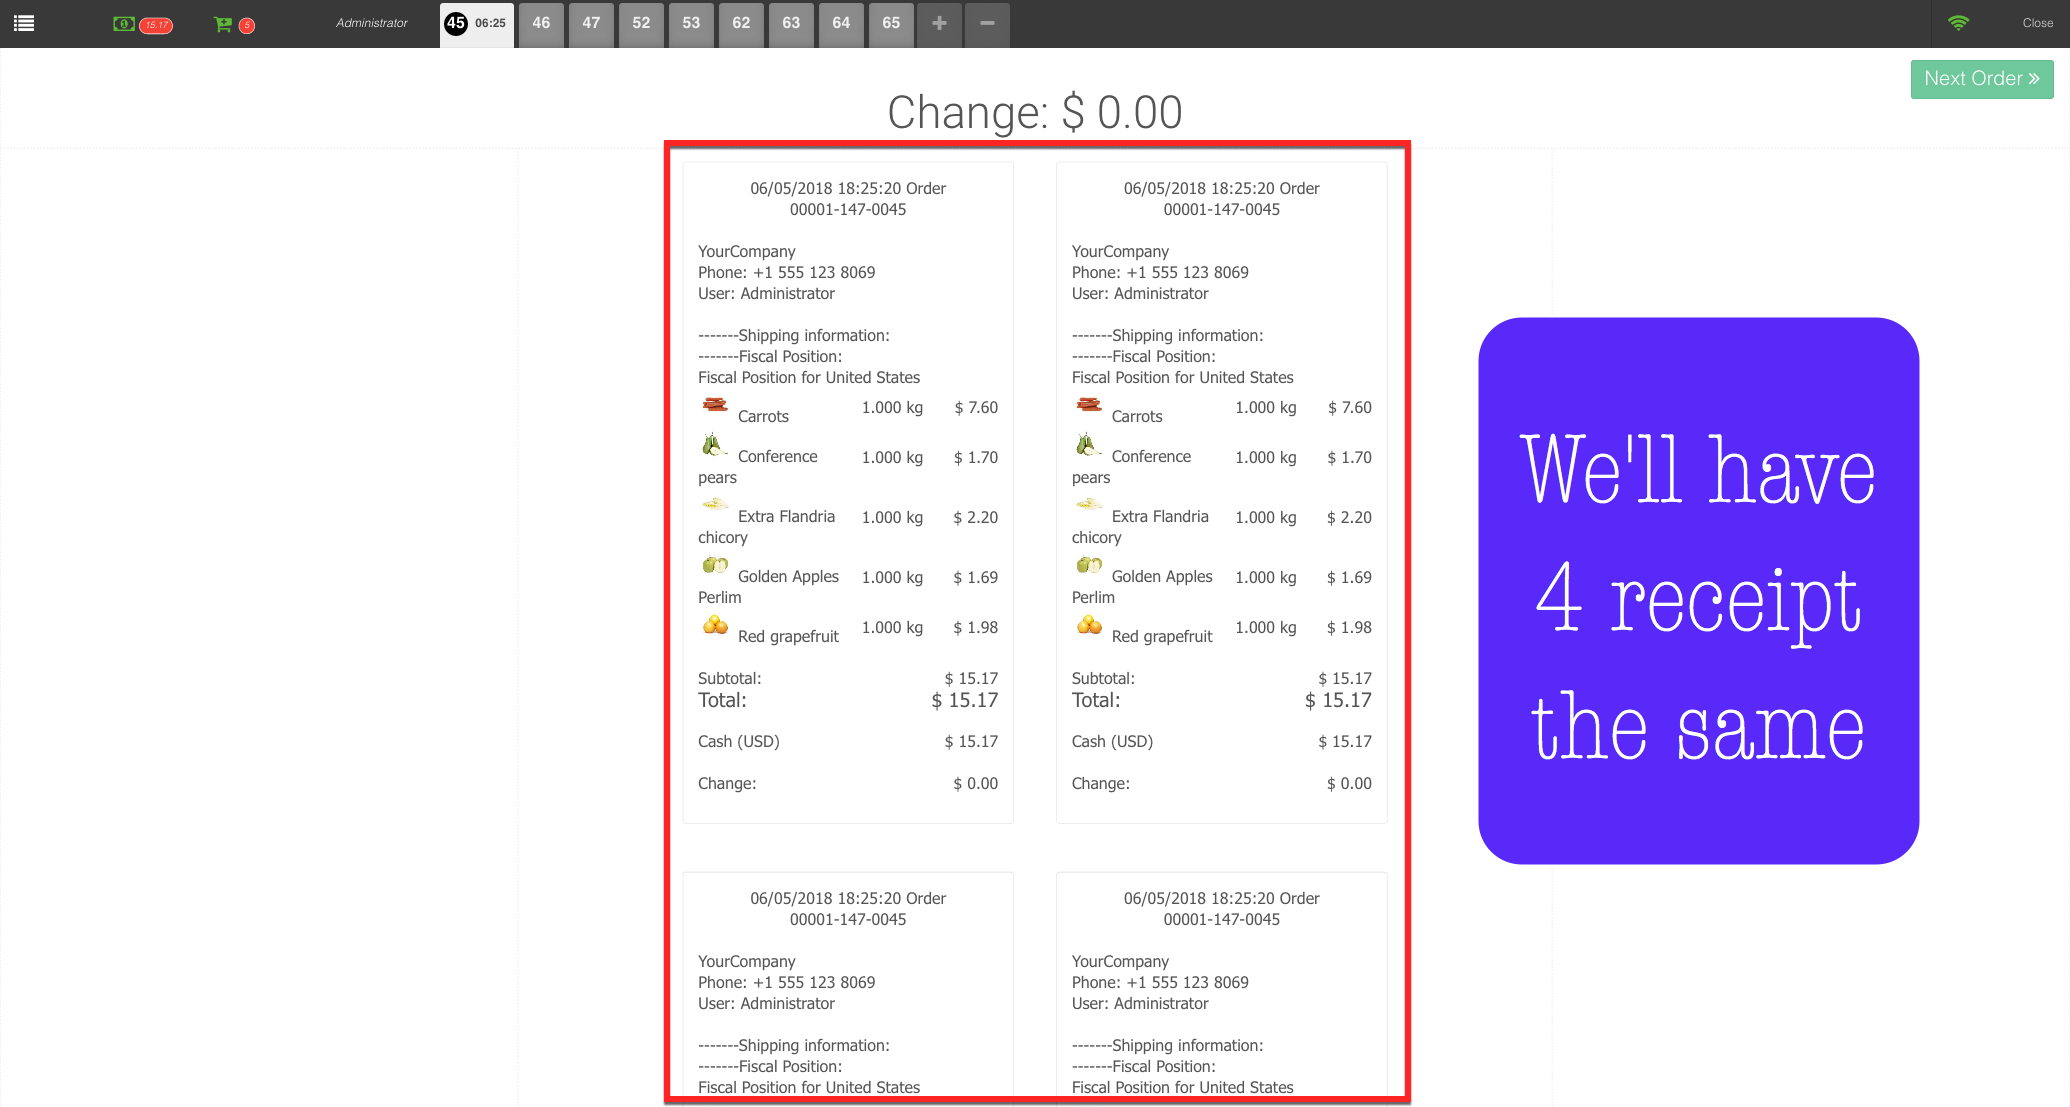 15.17
5
Administrator
45 06:25
46
47
52
53
62
63
64
65
Close
Next Order »
Change: $ 0.00
06/05/2018 18:25:20 Order
00001-147-0045
YourCompany
Phone: +1 555 123 8069
User: Administrator
-------Shipping information:
-------Fiscal Position:
Fiscal Position for United States
Carrots 1.000 kg $ 7.60
Conference 1.000 kg $ 1.70
pears
Extra Flandria 1.000 kg $ 2.20
chicory
Golden Apples 1.000 kg $ 1.69
Perlim
Red grapefruit 1.000 kg $ 1.98
Subtotal: $ 15.17
Total: $ 15.17
Cash (USD) $ 15.17
Change: $ 0.00
06/05/2018 18:25:20 Order
00001-147-0045
YourCompany
Phone: +1 555 123 8069
User: Administrator
-------Shipping information:
-------Fiscal Position:
Fiscal Position for United States
Carrots 1.000 kg $ 7.60
Conference 1.000 kg $ 1.70
pears
Extra Flandria 1.000 kg $ 2.20
chicory
Golden Apples 1.000 kg $ 1.69
Perlim
Red grapefruit 1.000 kg $ 1.98
Subtotal: $ 15.17
Total: $ 15.17
Cash (USD) $ 15.17
Change: $ 0.00
06/05/2018 18:25:20 Order
00001-147-0045
YourCompany
Phone: +1 555 123 8069
User: Administrator
-------Shipping information:
-------Fiscal Position:
Fiscal Position for United States
06/05/2018 18:25:20 Order
00001-147-0045
YourCompany
Phone: +1 555 123 8069
User: Administrator
-------Shipping information:
-------Fiscal Position:
Fiscal Position for United States
We'll have
4 receipt
the same